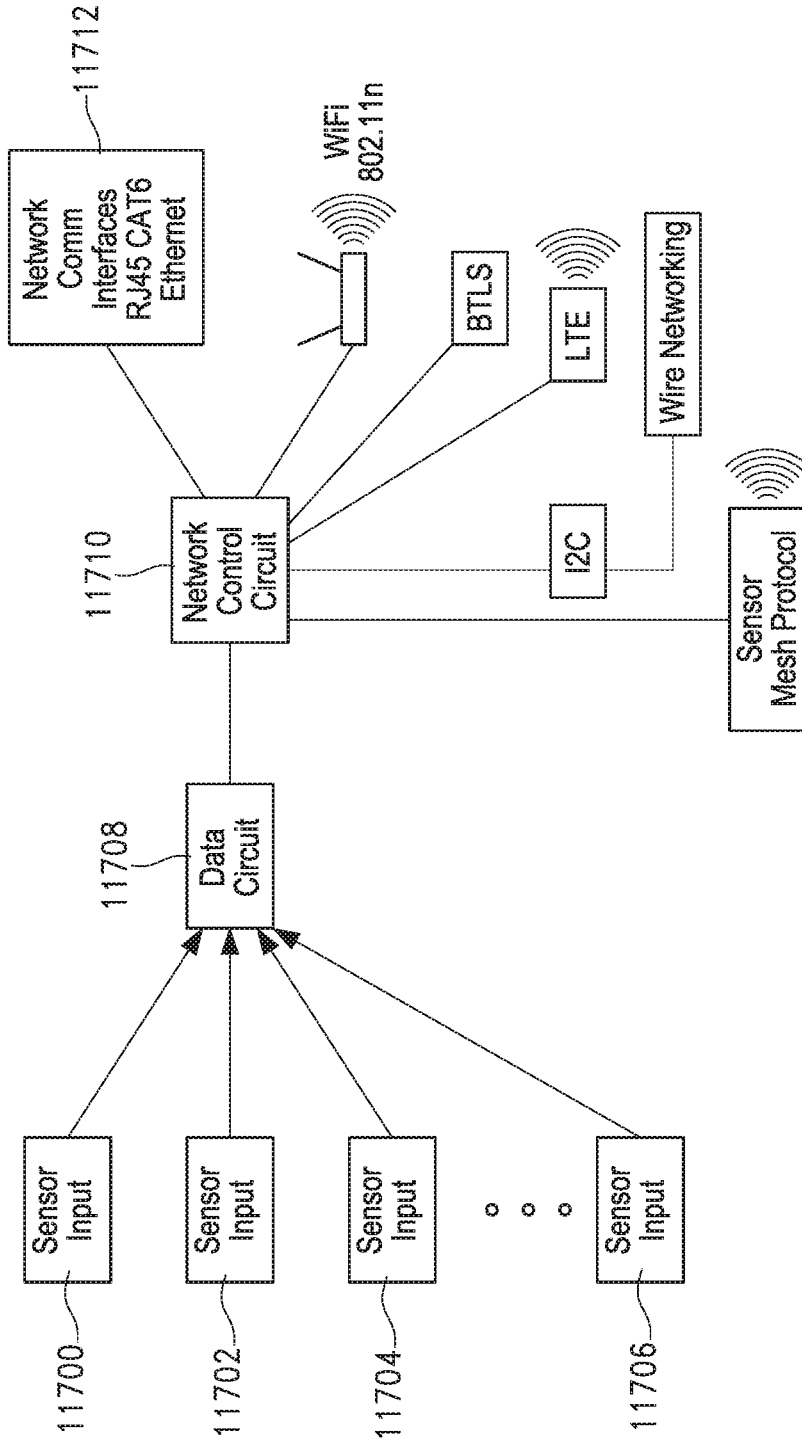 11700
Sensor
Input
11702
Sensor
Input
11704
Sensor
Input
11706
Sensor
Input
11708
Data
Circuit
11710
Network
Control
Circuit
11712
Network
Comm
Interfaces
RJ45 CAT6
Ethernet
WiFi
802.11n
BTLS
LTE
I2C
Wire Networking
Sensor
Mesh Protocol